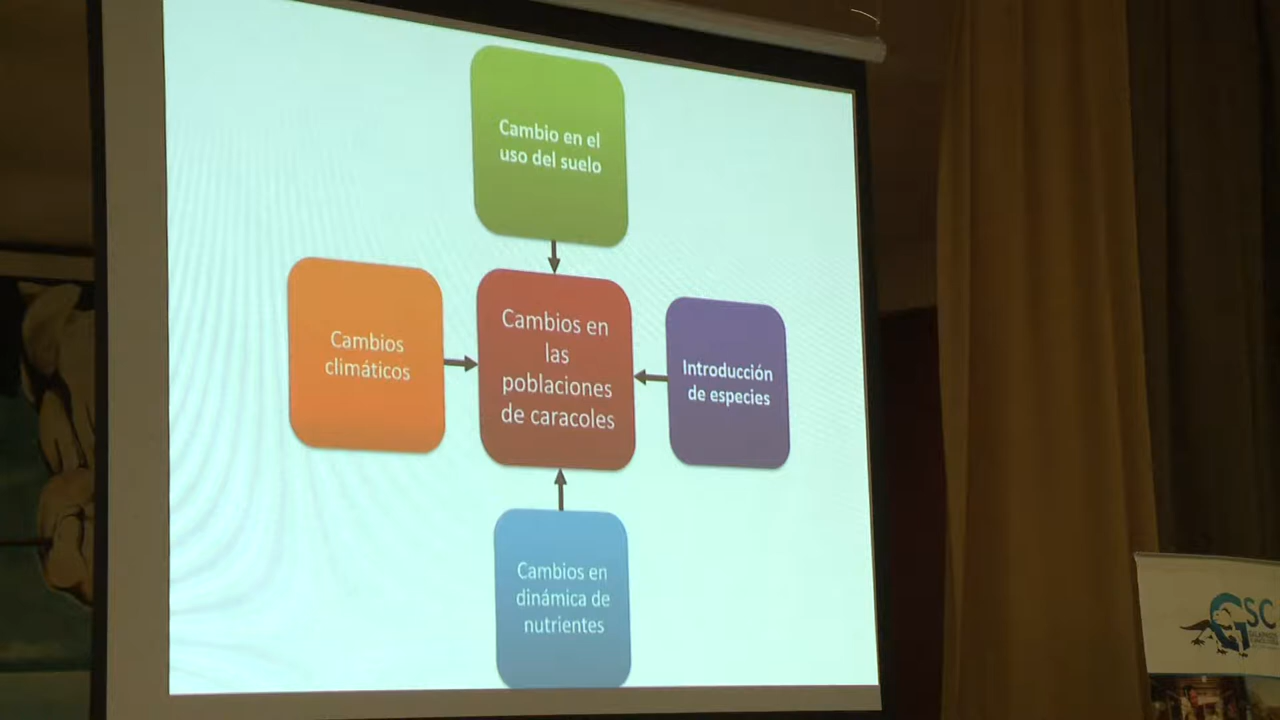 Cambio en el
uso del suelo
Cambios
climáticos
Cambios en
las
poblaciones
de caracoles
Introducción
de especies
Cambios en
dinámica de
nutrientes
GSC